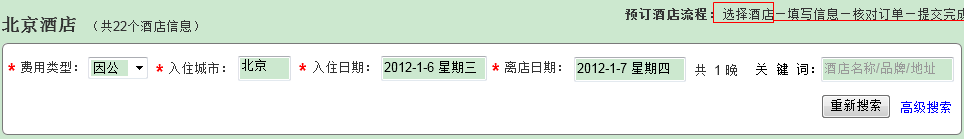 北京酒店 （共22个酒店信息） 预订酒店流程：选择酒店－填写信息－核对订单－提交完成
* 费用类型： 因公 * 入住城市： 北京 * 入住日期： 2012-1-6 星期三 * 离店日期： 2012-1-7 星期四 共 1 晚 关 键 词： 酒店名称/品牌/地址
重新搜索 高级搜索